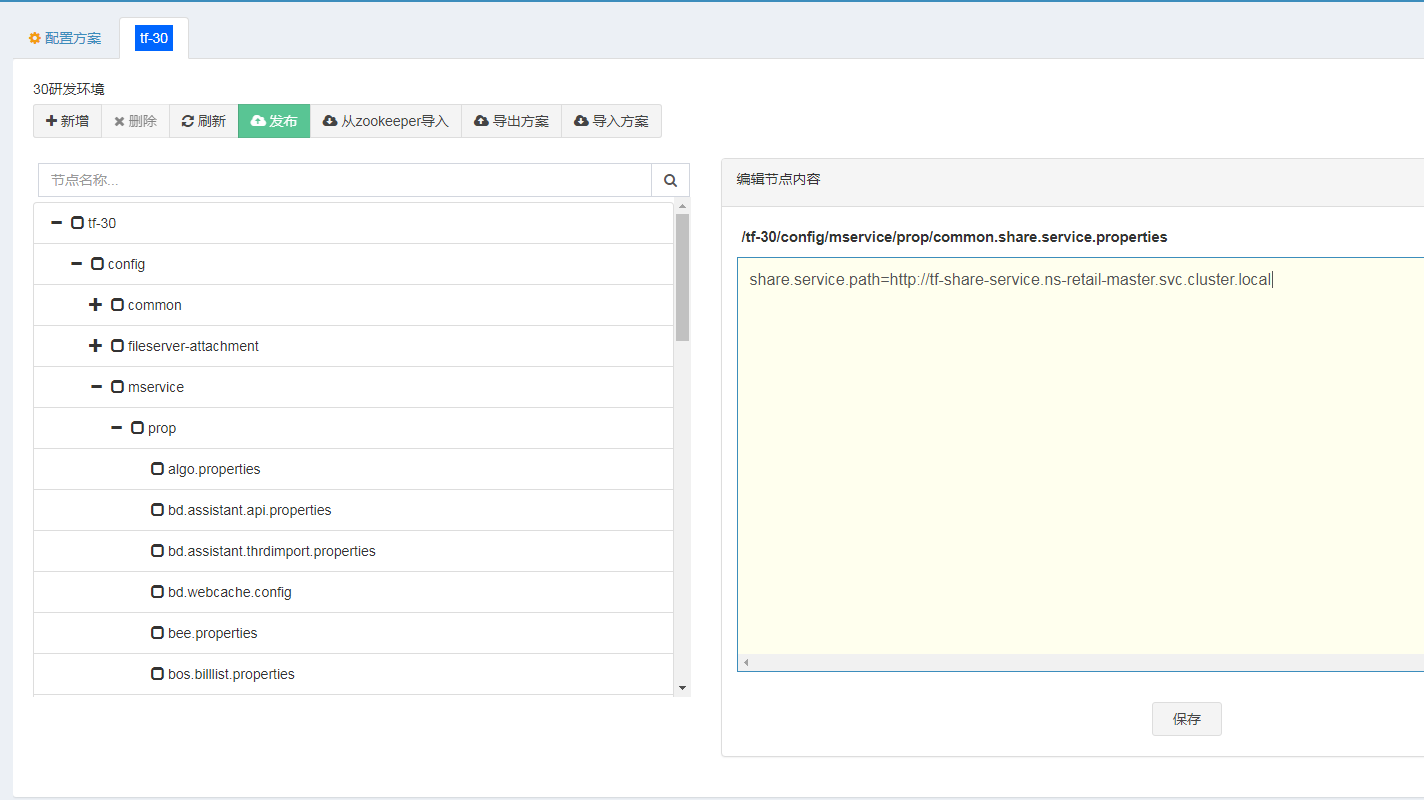 配置方案 tf-30
30研发环境
新增 删除 刷新 发布 从zookeeper导入 导出方案 导入方案
节点名称...
tf-30
config
common
fileserver-attachment
mservice
prop
algo.properties
bd.assistant.api.properties
bd.assistant.thrdimport.properties
bd.webcache.config
bee.properties
bos.billlist.properties
编辑节点内容
/tf-30/config/mservice/prop/common.share.service.properties
share.service.path=http://tf-share-service.ns-retail-master.svc.cluster.local
保存